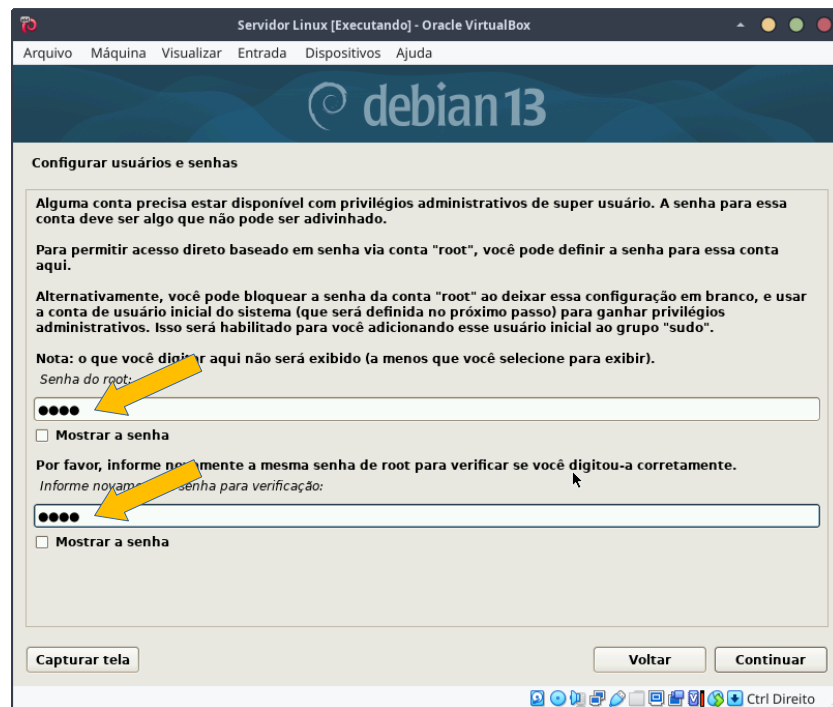 Servidor Linux [Executando] - Oracle VirtualBox
Arquivo Máquina Visualizar Entrada Dispositivos Ajuda
debian 13
Configurar usuários e senhas
Alguma conta precisa estar disponível com privilégios administrativos de super usuário. A senha para essa
conta deve ser algo que não pode ser adivinhado.
Para permitir acesso direto baseado em senha via conta "root", você pode definir a senha para essa conta
aqui.
Alternativamente, você pode bloquear a senha da conta "root" ao deixar essa configuração em branco, e usar
a conta de usuário inicial do sistema (que será definida no próximo passo) para ganhar privilégios
administrativos. Isso será habilitado para você adicionando esse usuário inicial ao grupo "sudo".
Nota: o que você digitar aqui não será exibido (a menos que você selecione para exibir).
Senha do root:
Mostrar a senha
Por favor, informe novamente a mesma senha de root para verificar se você digitou-a corretamente.
Informe senha para verificação:
Mostrar a senha
Capturar tela
Voltar
Continuar
Ctrl Direito